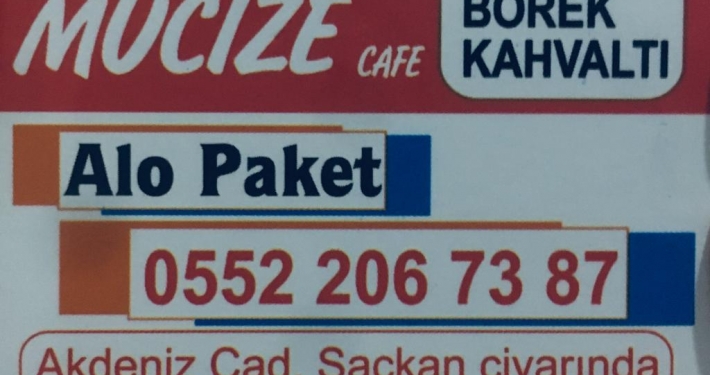 MUCİZE CAFE
BÖREK
KAHVALTI
Alo Paket
0552 206 73 87
Akdeniz Cad. Saçkan civarında